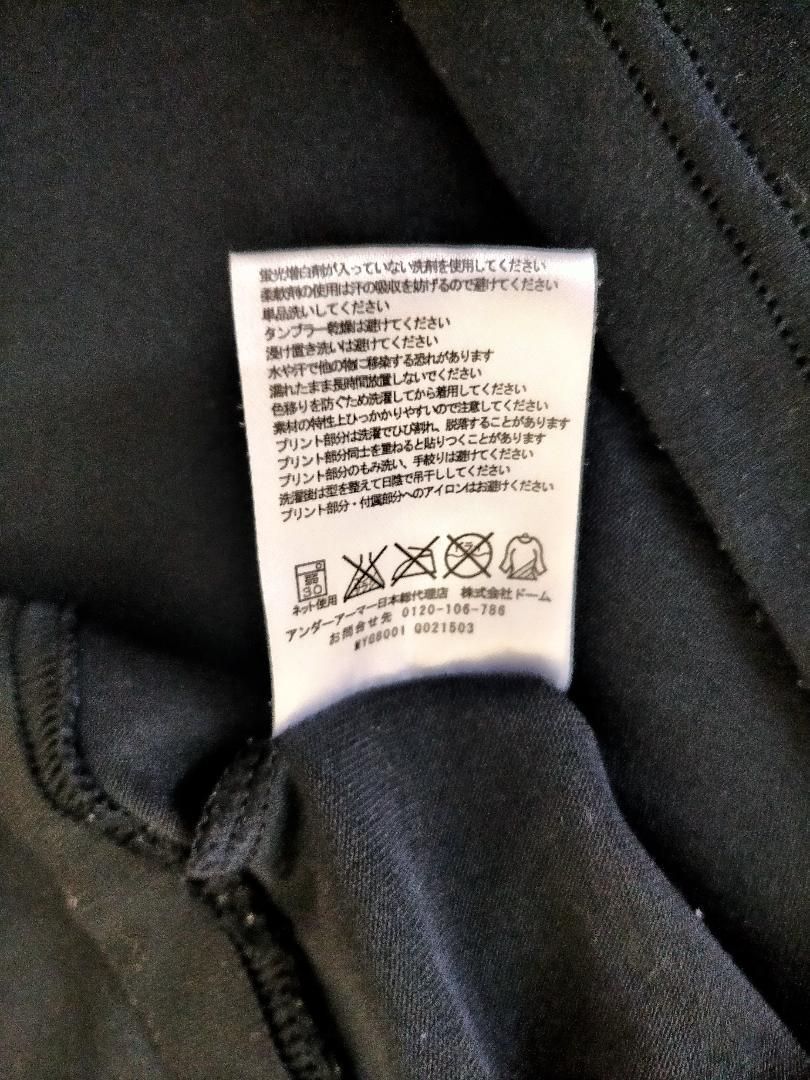 蛍光増白剤が入っていない洗剤を使用してください
柔軟剤の使用は汗の吸収を妨げるので避けてください
単品洗いしてください
タンブラー乾燥は避けてください
浸け置き洗いは避けてください
水や汗で他の物に移染する恐れがあります
濡れたまま長時間放置しないでください
色移りを防ぐため洗濯してから着用してください
素材の特性上ひっかかりやすいので注意してください
プリント部分は洗濯でひび割れ、脱落することがあります
プリント部分同士を重ねると貼りつくことがあります
プリント部分のもみ洗い、手絞りは避けてください
洗濯後は型を整えて日陰で吊干ししてください
プリント部分・付属部分へのアイロンはお避けください
弱
30
ドライ
ネット使用
アンダーアーマー日本総代理店 株式会社ドーム
お問合せ先 0120-106-786
MYG8001 Q021503